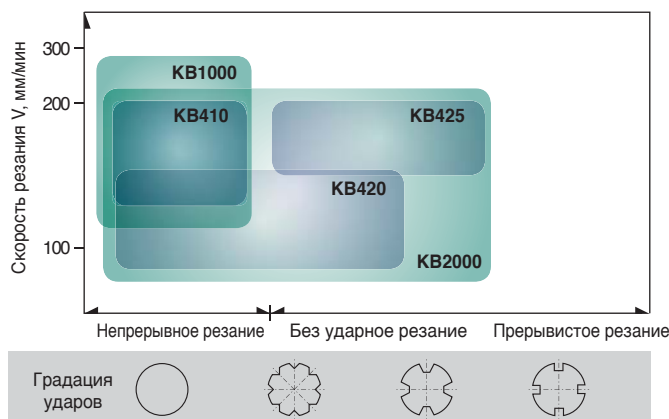 Скорость резания V, мм/мин
300
200
100
KB1000
KB410
KB425
KB420
KB2000
Непрерывное резание
Без ударное резание
Прерывистое резание
Градация
ударов